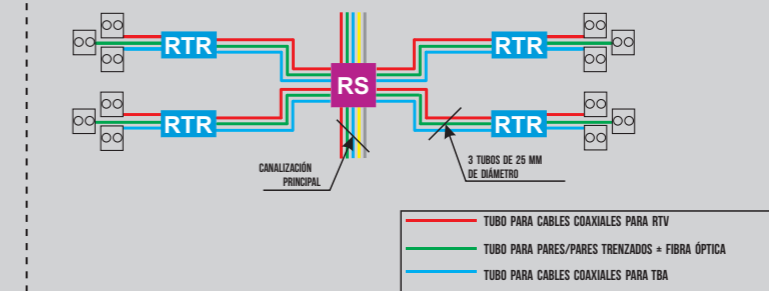 RTR
RTR
RS
RTR
RTR
CANALIZACIÓN
PRINCIPAL
3 TUBOS DE 25 MM
DE DIÁMETRO
TUBO PARA CABLES COAXIALES PARA RTV
TUBO PARA PARES/PARES TRENZADOS + FIBRA ÓPTICA
TUBO PARA CABLES COAXIALES PARA TBA